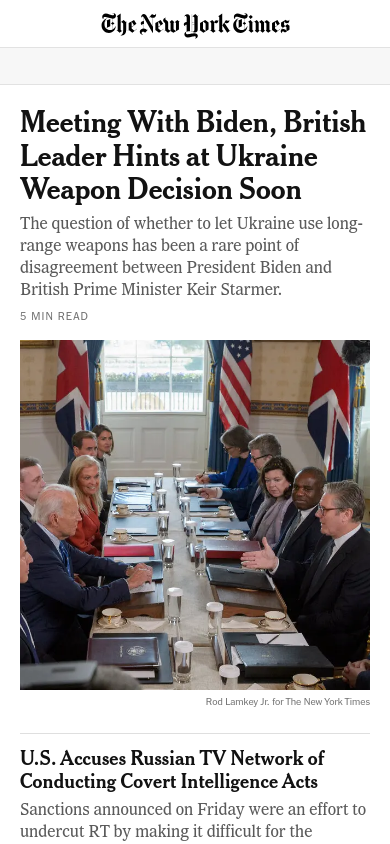 The New York Times
Meeting With Biden, British
Leader Hints at Ukraine
Weapon Decision Soon
The question of whether to let Ukraine use long-
range weapons has been a rare point of
disagreement between President Biden and
British Prime Minister Keir Starmer.
5 MIN READ
Rod Lamkey Jr. for The New York Times
U.S. Accuses Russian TV Network of
Conducting Covert Intelligence Acts
Sanctions announced on Friday were an effort to
undercut RT by making it difficult for the